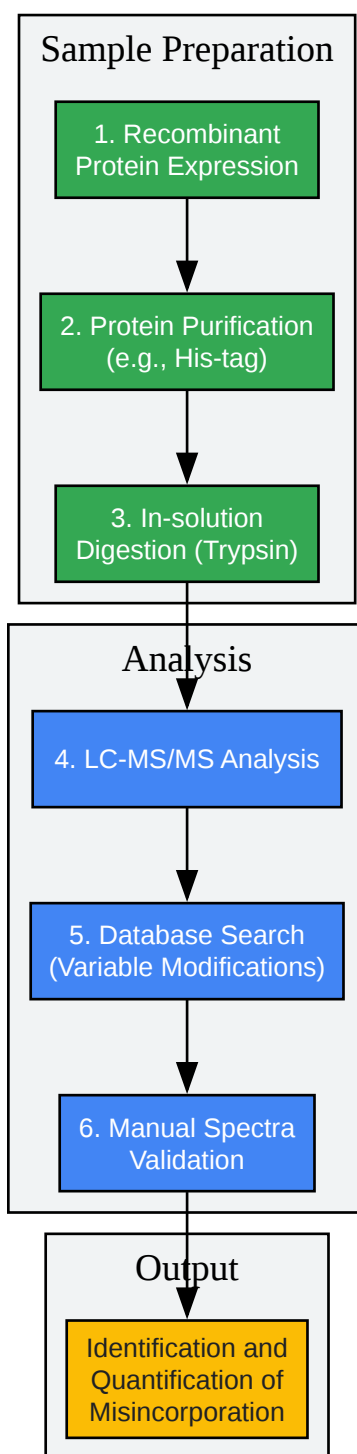 Sample Preparation
1. Recombinant
Protein Expression
2. Protein Purification
(e.g., His-tag)
3. In-solution
Digestion (Trypsin)
Analysis
4. LC-MS/MS Analysis
5. Database Search
(Variable Modifications)
6. Manual Spectra
Validation
Output
Identification and
Quantification of
Misincorporation